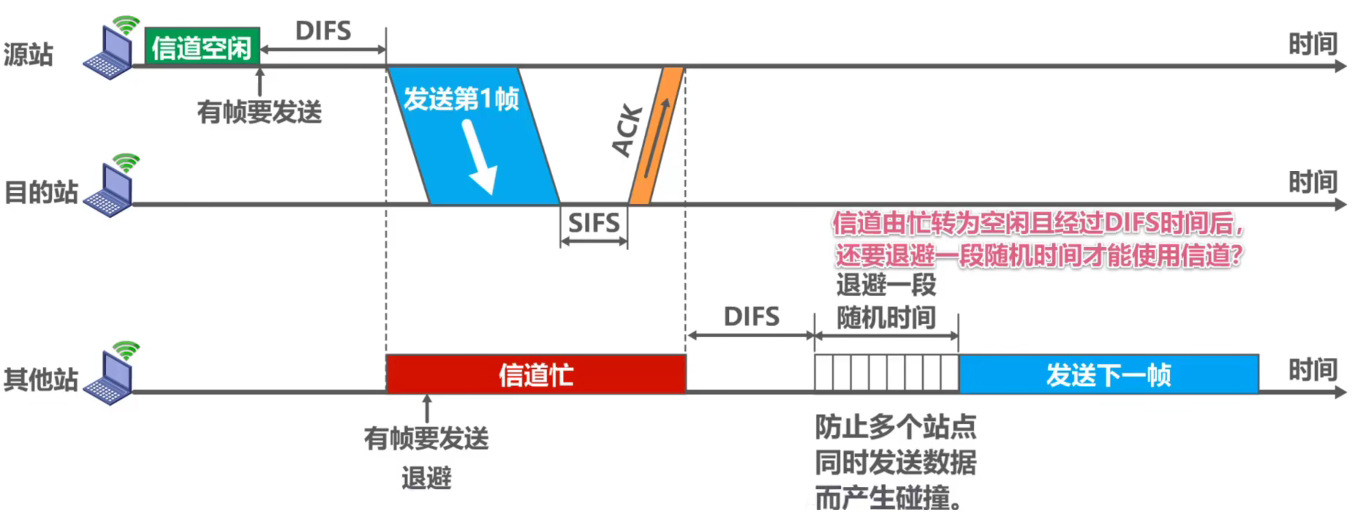 源站
信道空闲
DIFS
时间
有帧要发送
发送第1帧
ACK
目的站
时间
SIFS
信道由忙转为空闲且经过DIFS时间后，
还要退避一段随机时间才能使用信道？
退避一段
随机时间
DIFS
其他站
信道忙
发送下一帧
时间
有帧要发送
退避
防止多个站点
同时发送数据
而产生碰撞。